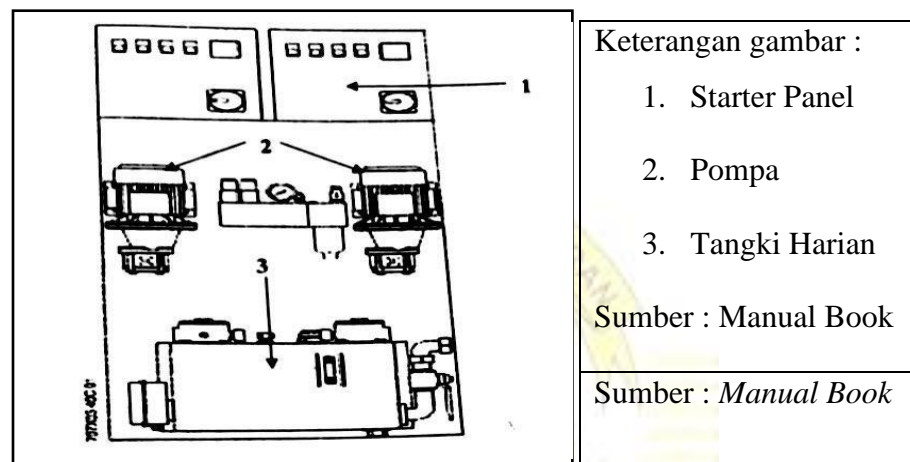 1
2
3
Keterangan gambar :
1. Starter Panel
2. Pompa
3. Tangki Harian
Sumber : Manual Book
Sumber : Manual Book